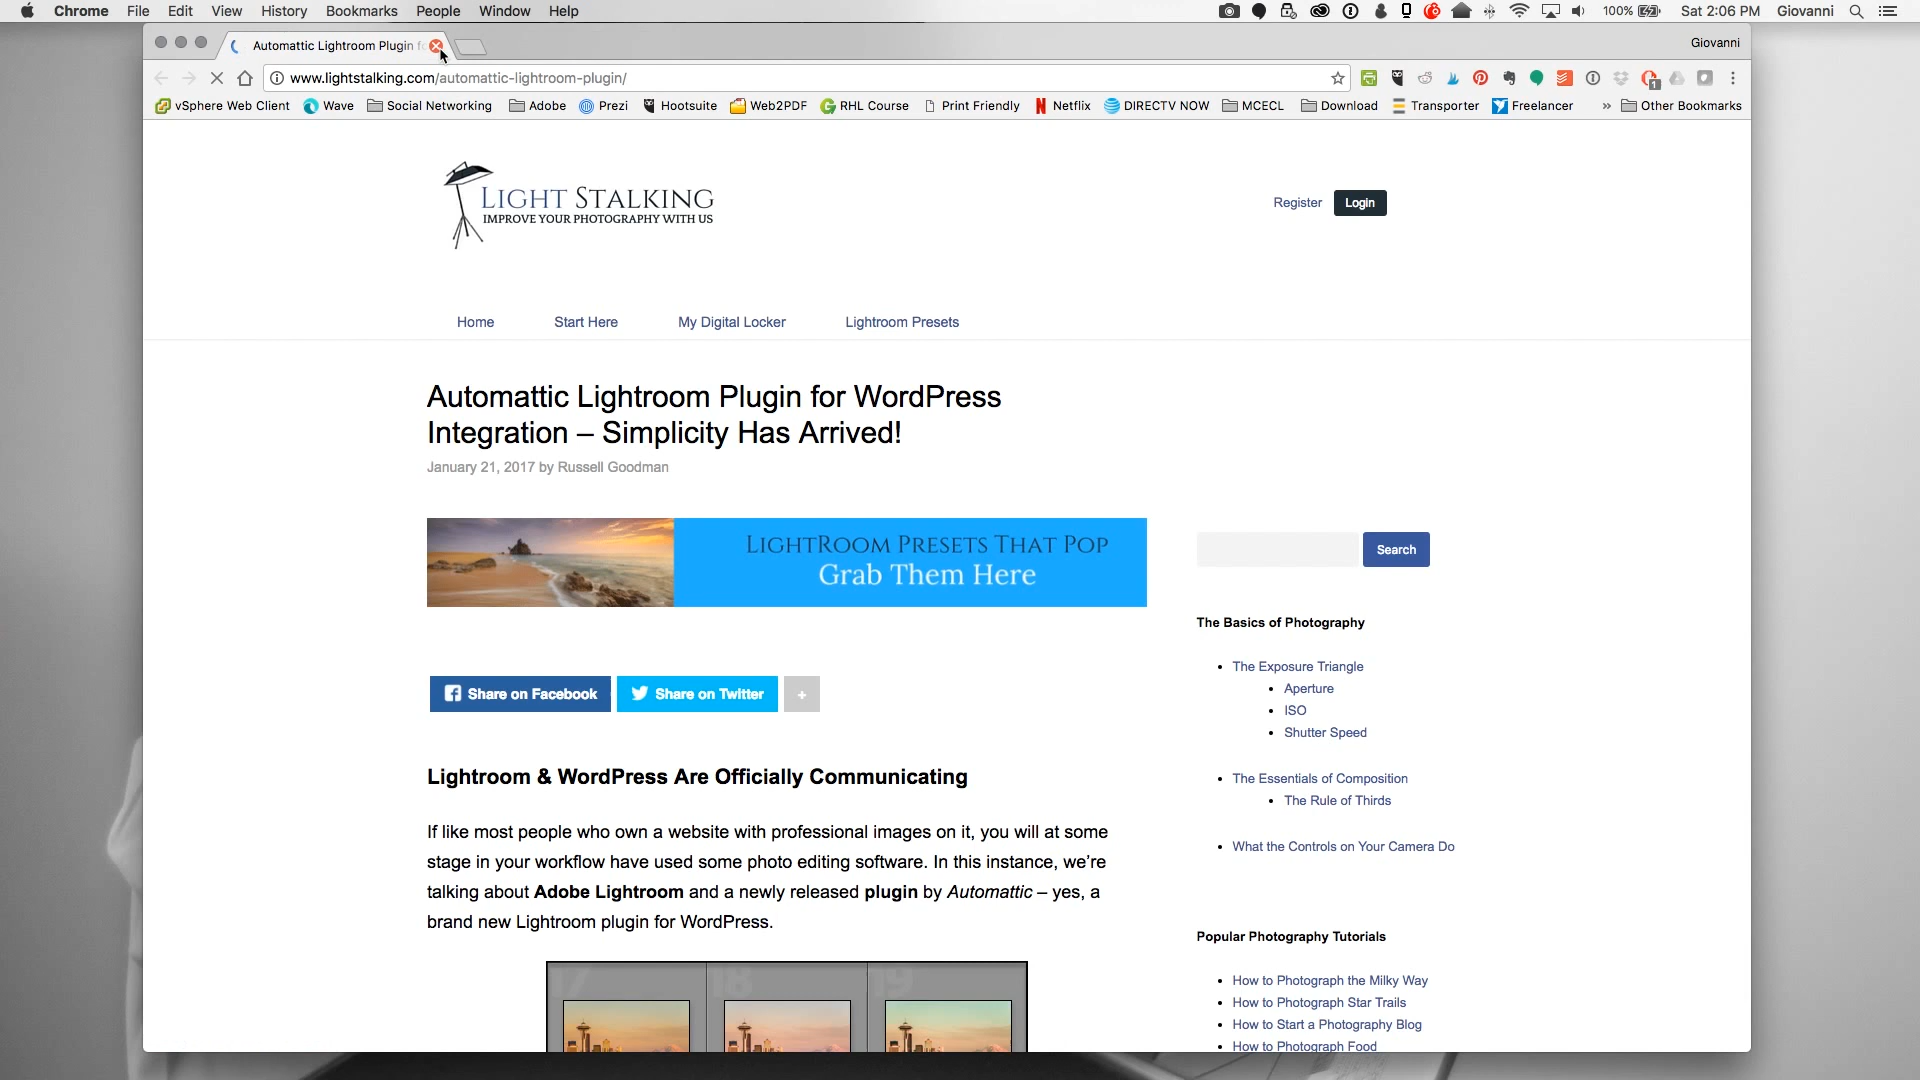 Chrome File Edit View History Bookmarks People Window Help
100% Sat 2:06 PM Giovanni
Automattic Lightroom Plugin
Giovanni
www.lightstalking.com/automattic-lightroom-plugin/
1
vSphere Web Client Wave Social Networking Adobe Prezi Hootsuite Web2PDF RHL Course Print Friendly Netflix DIRECTV NOW MCECL Download Transporter Freelancer » Other Bookmarks
LIGHT STALKING
IMPROVE YOUR PHOTOGRAPHY WITH US
Register Login
Home Start Here My Digital Locker Lightroom Presets
Automattic Lightroom Plugin for WordPress
Integration – Simplicity Has Arrived!
January 21, 2017 by Russell Goodman
LIGHTROOM PRESETS THAT POP
Grab Them Here
Share on Facebook Share on Twitter +
Lightroom & WordPress Are Officially Communicating
If like most people who own a website with professional images on it, you will at some
stage in your workflow have used some photo editing software. In this instance, we’re
talking about Adobe Lightroom and a newly released plugin by Automattic – yes, a
brand new Lightroom plugin for WordPress.
17 18 19
Search
The Basics of Photography
• The Exposure Triangle
• Aperture
• ISO
• Shutter Speed
• The Essentials of Composition
• The Rule of Thirds
• What the Controls on Your Camera Do
Popular Photography Tutorials
• How to Photograph the Milky Way
• How to Photograph Star Trails
• How to Start a Photography Blog
• How to Photograph Food